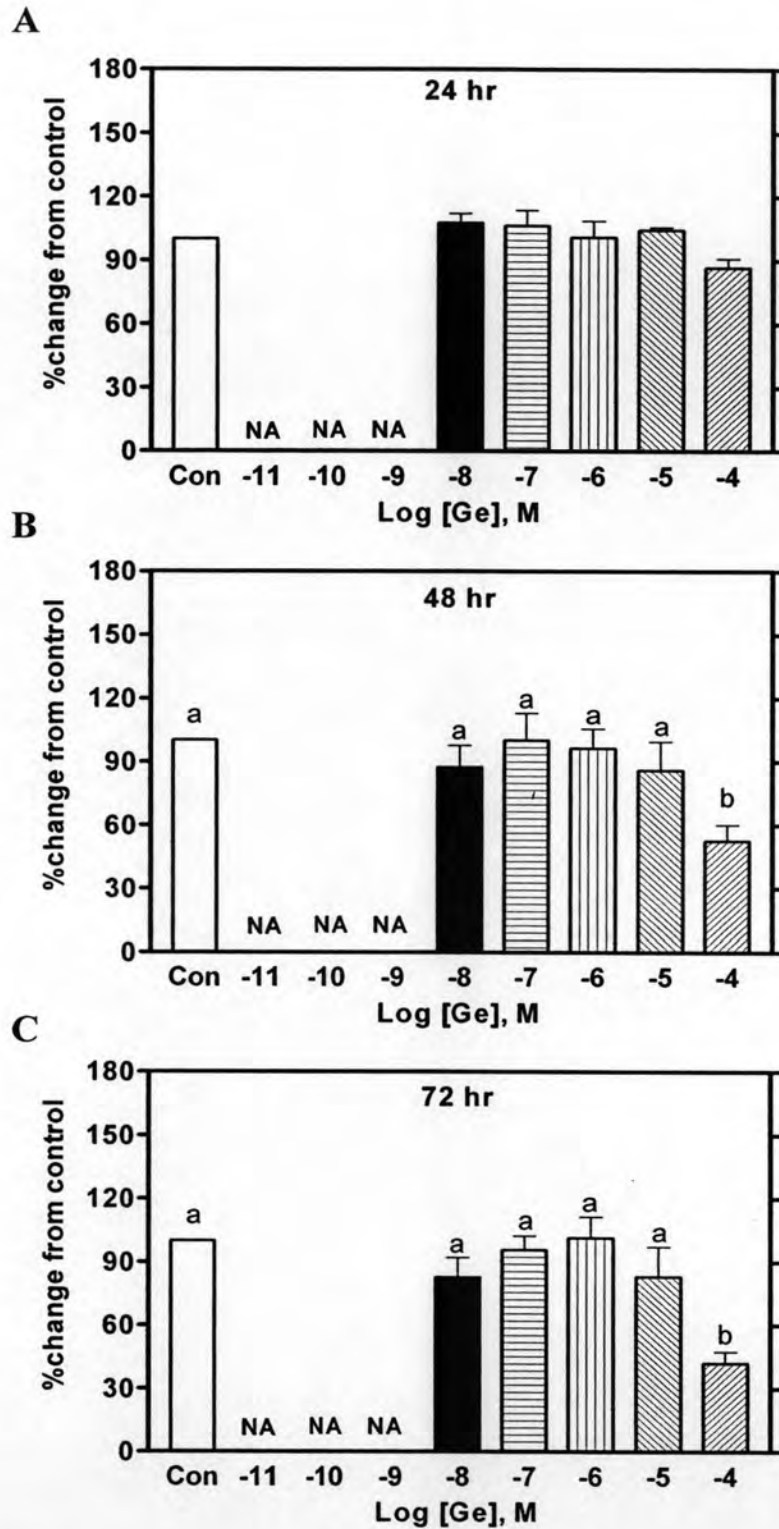 A
180
24 hr
150
120
90
60
30
0
%change from control
NA NA NA
Con -11 -10 -9 -8 -7 -6 -5 -4
Log [Ge], M
B
180
48 hr
150
120
90
60
30
0
%change from control
a a a a a b
NA NA NA
Con -11 -10 -9 -8 -7 -6 -5 -4
Log [Ge], M
C
180
72 hr
150
120
90
60
30
0
%change from control
a a a a a b
NA NA NA
Con -11 -10 -9 -8 -7 -6 -5 -4
Log [Ge], M